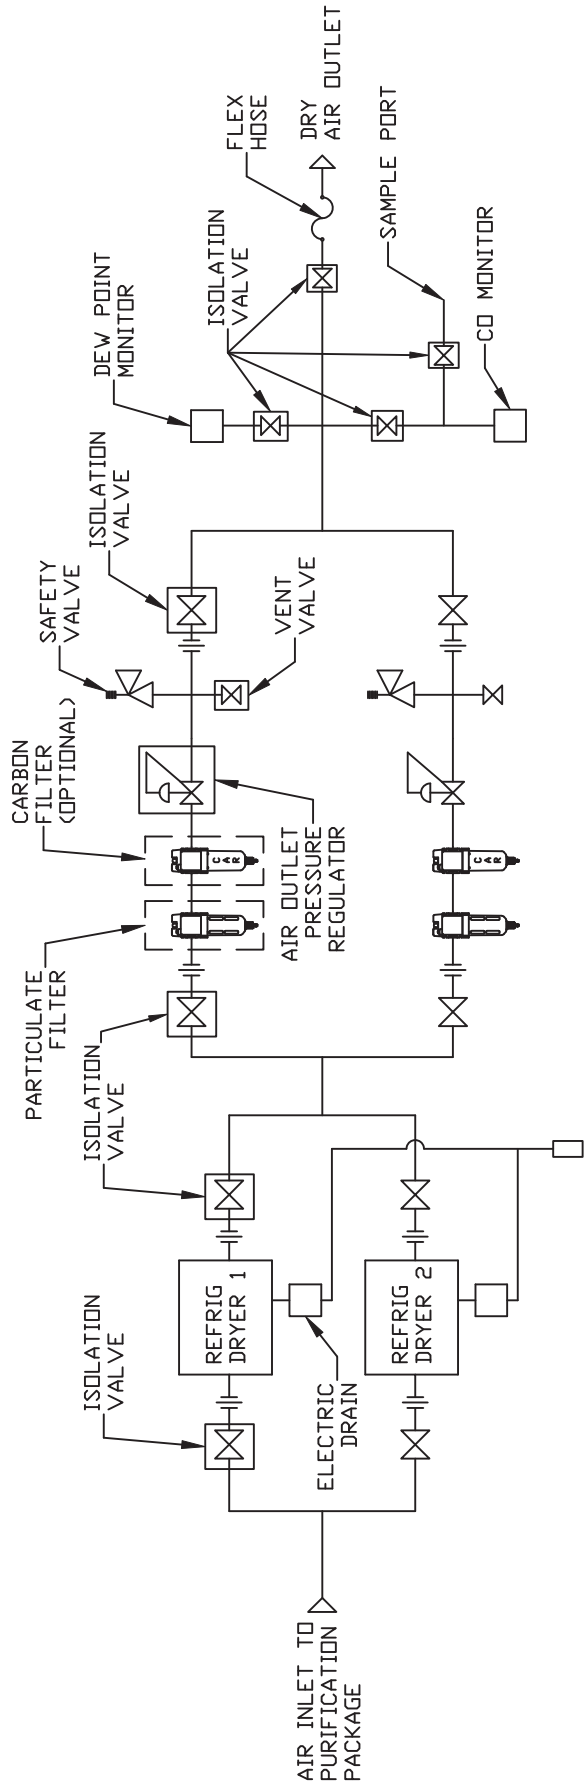 AIR INLET TO
PURIFICATION
PACKAGE
ISOLATION
VALVE
REFRIG
DRYER 1
REFRIG
DRYER 2
ELECTRIC
DRAIN
ISOLATION
VALVE
PARTICULATE
FILTER
CARBON
FILTER
(OPTIONAL)
C A R
C A R
AIR OUTLET
PRESSURE
REGULATOR
SAFETY
VALVE
VENT
VALVE
ISOLATION
VALVE
DEW POINT
MONITOR
ISOLATION
VALVE
FLEX
HOSE
DRY
AIR OUTLET
SAMPLE PORT
CO MONITOR